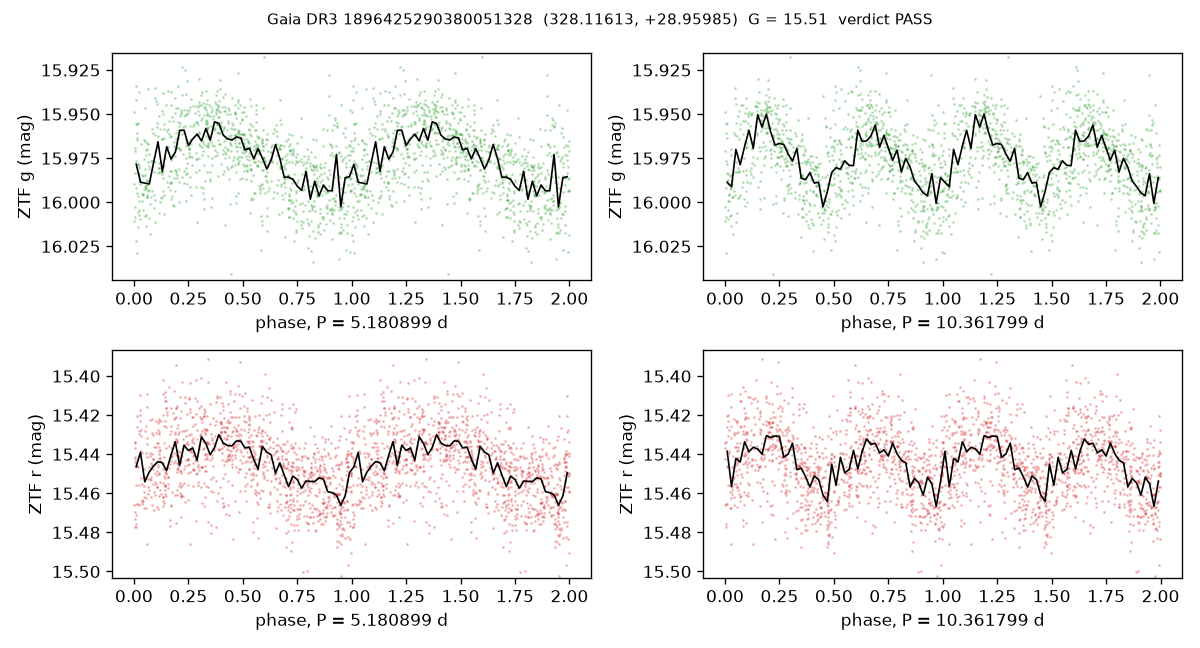 Gaia DR3 1896425290380051328 (328.11613, +28.95985) G = 15.51 verdict PASS
ZTF g (mag)
15.925
15.950
15.975
16.000
16.025
0.00 0.25 0.50 0.75 1.00 1.25 1.50 1.75 2.00
phase, P = 5.180899 d
ZTF g (mag)
15.925
15.950
15.975
16.000
16.025
0.00 0.25 0.50 0.75 1.00 1.25 1.50 1.75 2.00
phase, P = 10.361799 d
ZTF r (mag)
15.40
15.42
15.44
15.46
15.48
15.50
0.00 0.25 0.50 0.75 1.00 1.25 1.50 1.75 2.00
phase, P = 5.180899 d
ZTF r (mag)
15.40
15.42
15.44
15.46
15.48
15.50
0.00 0.25 0.50 0.75 1.00 1.25 1.50 1.75 2.00
phase, P = 10.361799 d